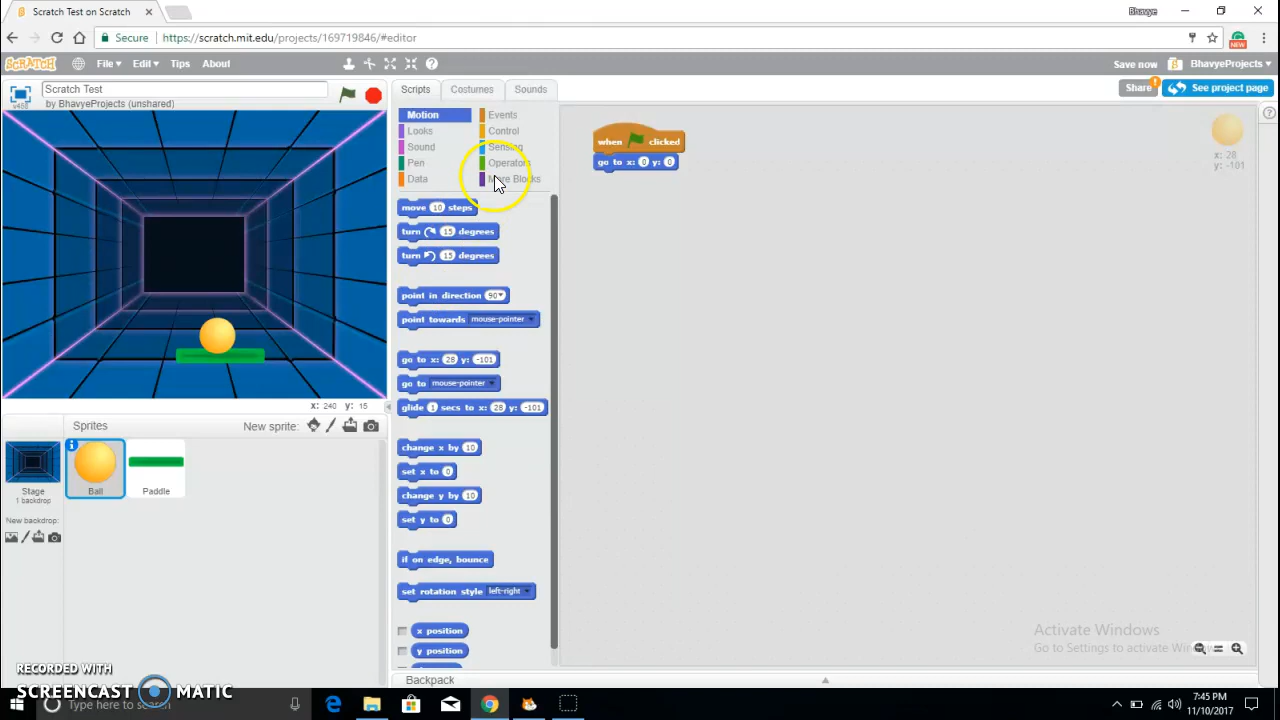 Scratch Test on Scratch
Bhavye
Secure https://scratch.mit.edu/projects/169719846/#editor
NEW
SCRATCH File Edit Tips About
Save now BhavyeProjects
Scratch Test
by BhavyeProjects (unshared)
Scripts Costumes Sounds
Share See project page
Motion Events
Looks Control
Sound Sensing
Pen Operators
Data More Blocks
when clicked
go to x: 0 y: 0
x: 28
y: -101
move 10 steps
turn 15 degrees
turn 15 degrees
point in direction 90
point towards mouse-pointer
go to x: 28 y: -101
go to mouse-pointer
glide 1 secs to x: 28 y: -101
change x by 10
set x to 0
change y by 10
set y to 0
if on edge, bounce
set rotation style left-right
x position
y position
x: 240 y: 15
Sprites New sprite:
Stage
1 backdrop
Ball
Paddle
New backdrop:
Backpack
Activate Windows
Go to Settings to activate Windows
RECORDED WITH
SCREENCAST MATIC
Type here to search
7:45 PM
11/10/2017